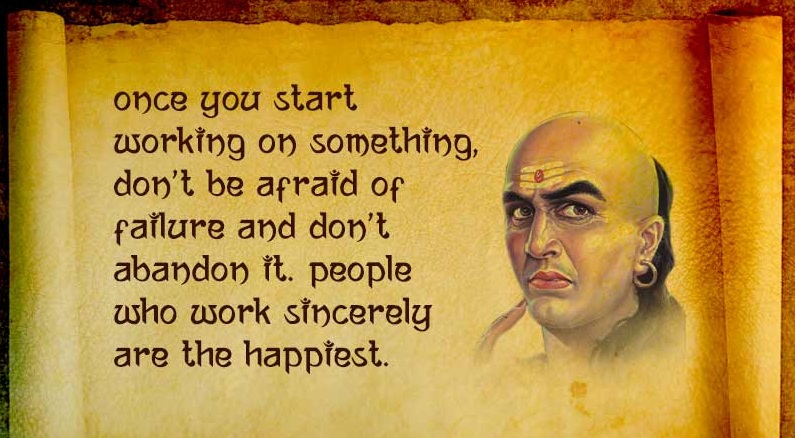 once you start
working on something,
don't be afraid of
failure and don't
abandon it. people
who work sincerely
are the happiest.